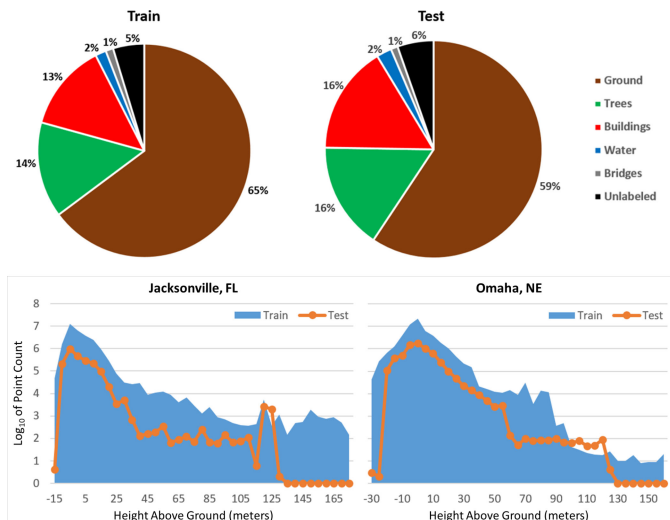 Train
Test
2%
1%
5%
13%
14%
65%
2%
1%
6%
16%
16%
59%
Ground
Trees
Buildings
Water
Bridges
Unlabeled
Jacksonville, FL
Train
Test
8
7
6
5
4
3
2
1
0
Log10 of Point Count
-15 5 25 45 65 85 105 125 145 165
Height Above Ground (meters)
Omaha, NE
Train
Test
-30 -10 10 30 50 70 90 110 130 150
Height Above Ground (meters)